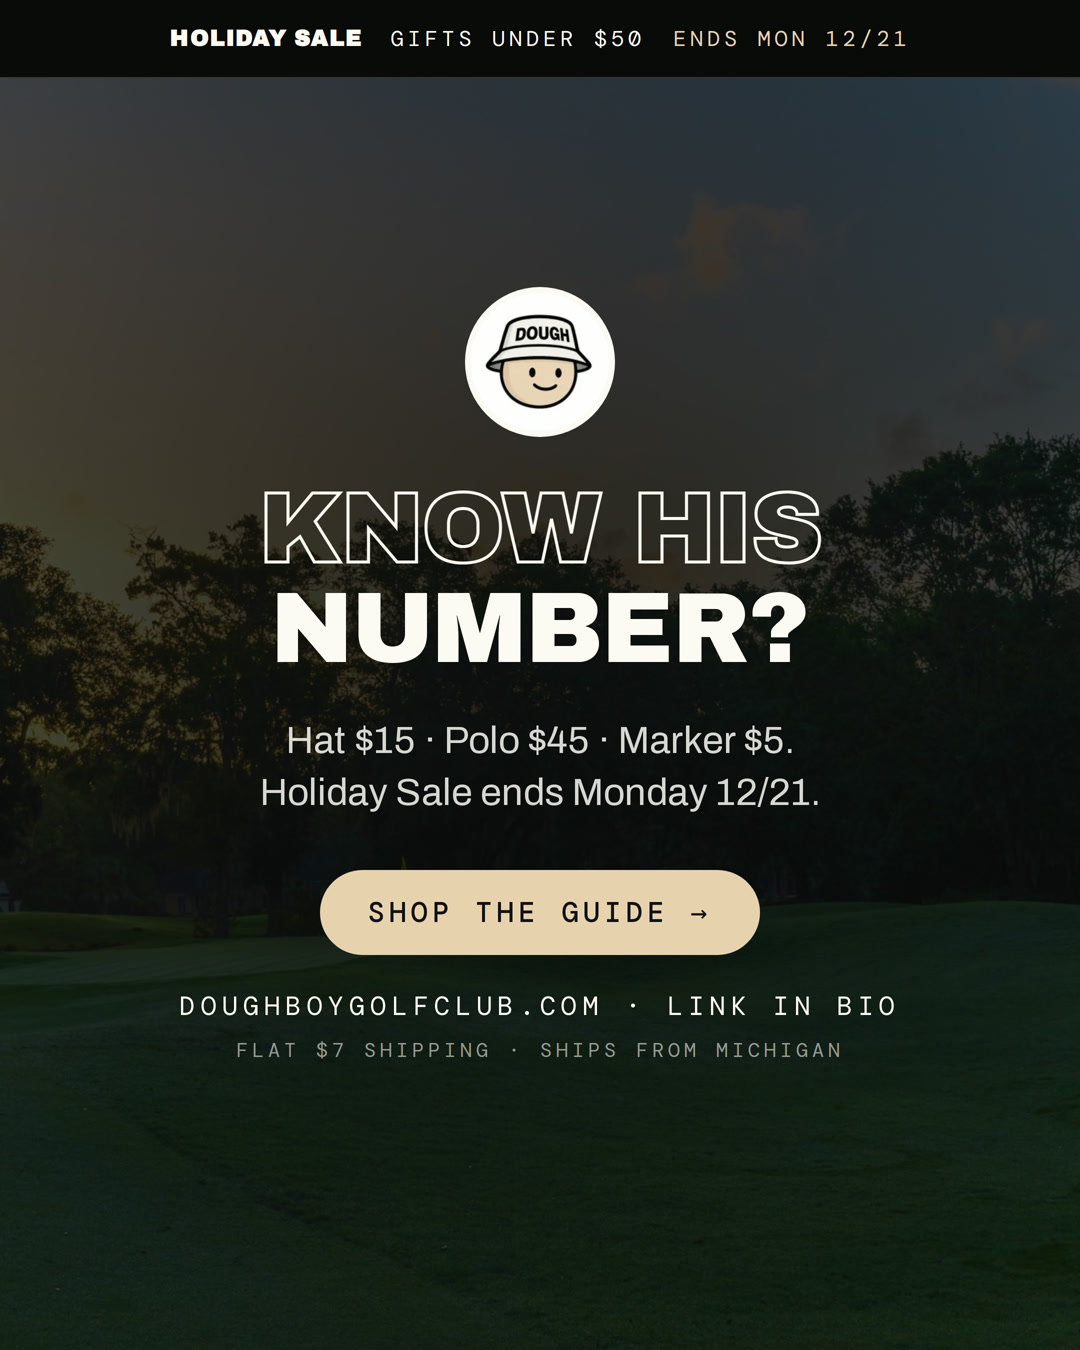 HOLIDAY SALE GIFTS UNDER $50 ENDS MON 12/21
DOUGH
KNOW HIS
NUMBER?
Hat $15 · Polo $45 · Marker $5.
Holiday Sale ends Monday 12/21.
SHOP THE GUIDE →
DOUGHBOYGOLFCLUB.COM · LINK IN BIO
FLAT $7 SHIPPING · SHIPS FROM MICHIGAN